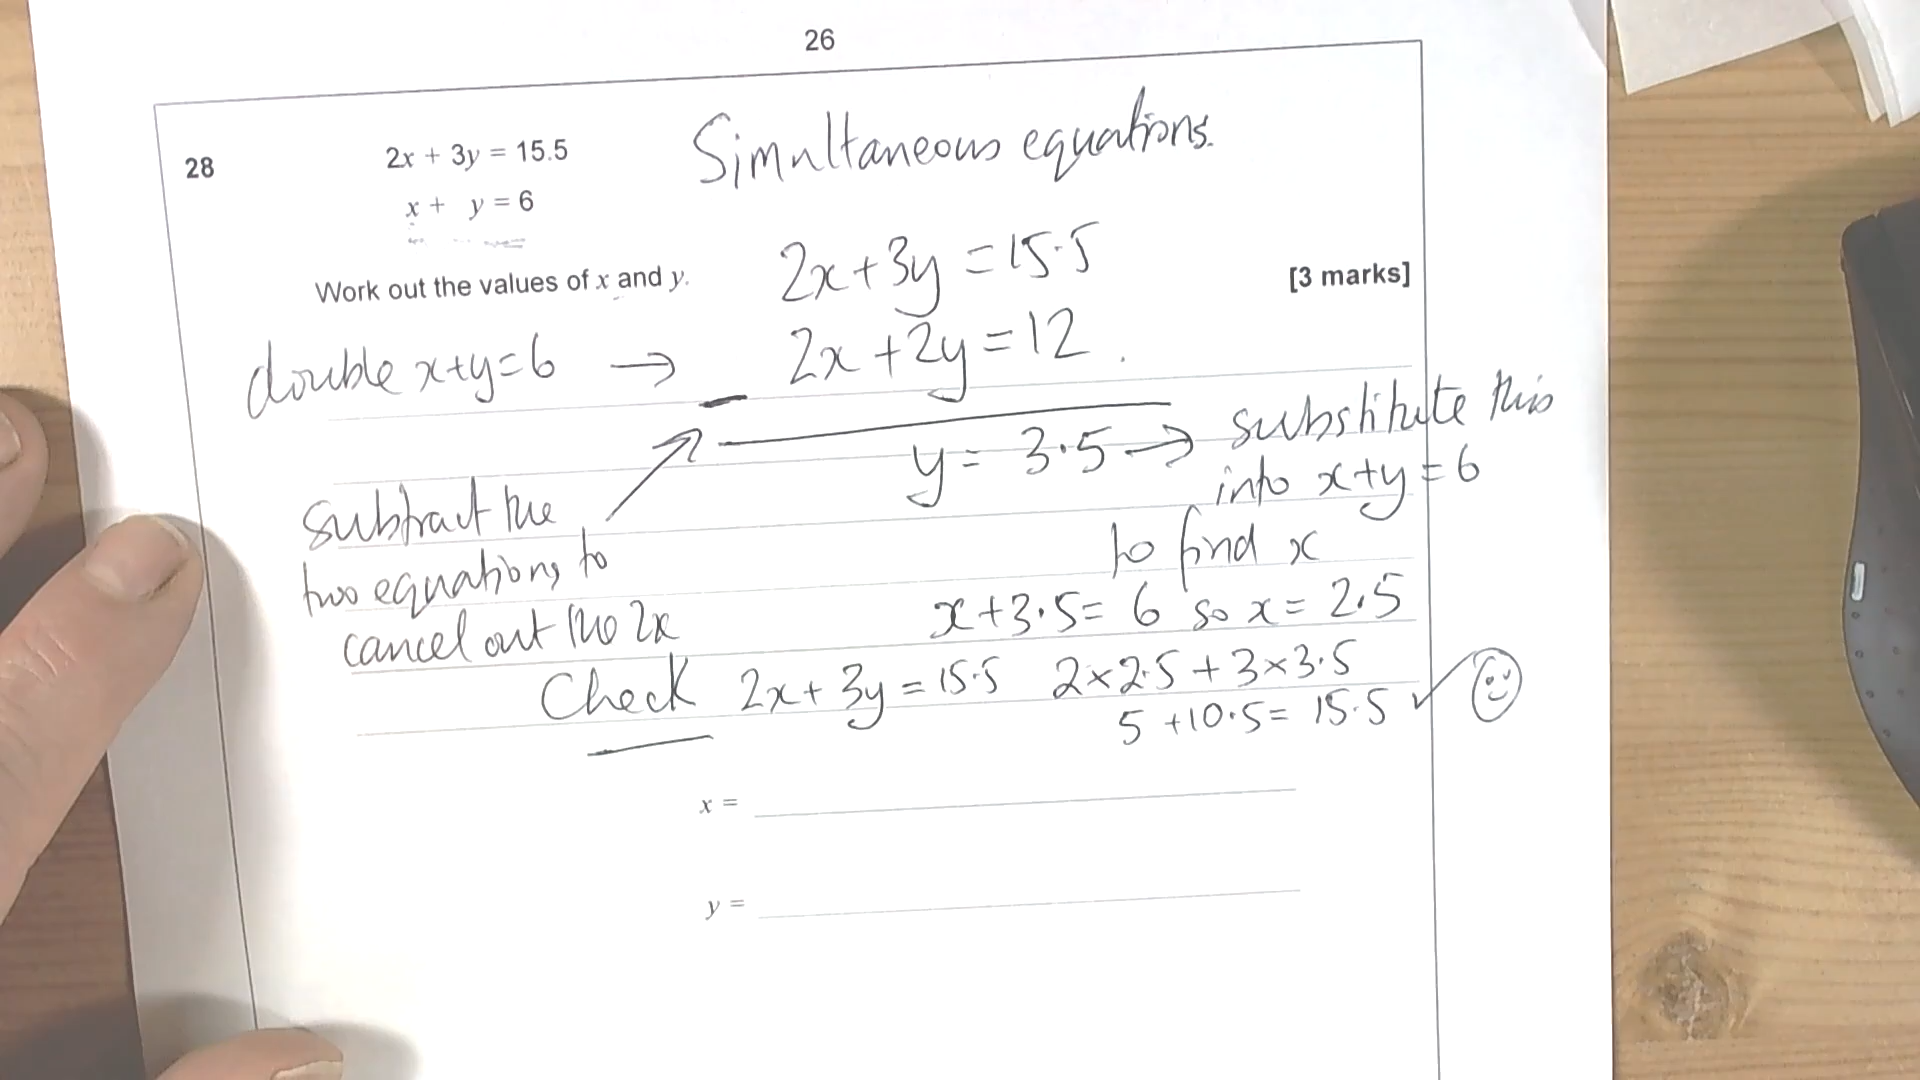 26
28
2x + 3y = 15.5
Simultaneous equations.
x + y = 6
Work out the values of x and y.
[3 marks]
2x+3y = 15.5
double x+y=6 → 2x+2y=12.
−
y = 3.5 → substitute this
into x+y=6
to find x
subtract the
two equations to
cancel out the 2x
x+3.5= 6 so x = 2.5
Check 2x+3y=15.5 2×2.5+3×3.5
5+10.5= 15.5 ✓
x =
y =